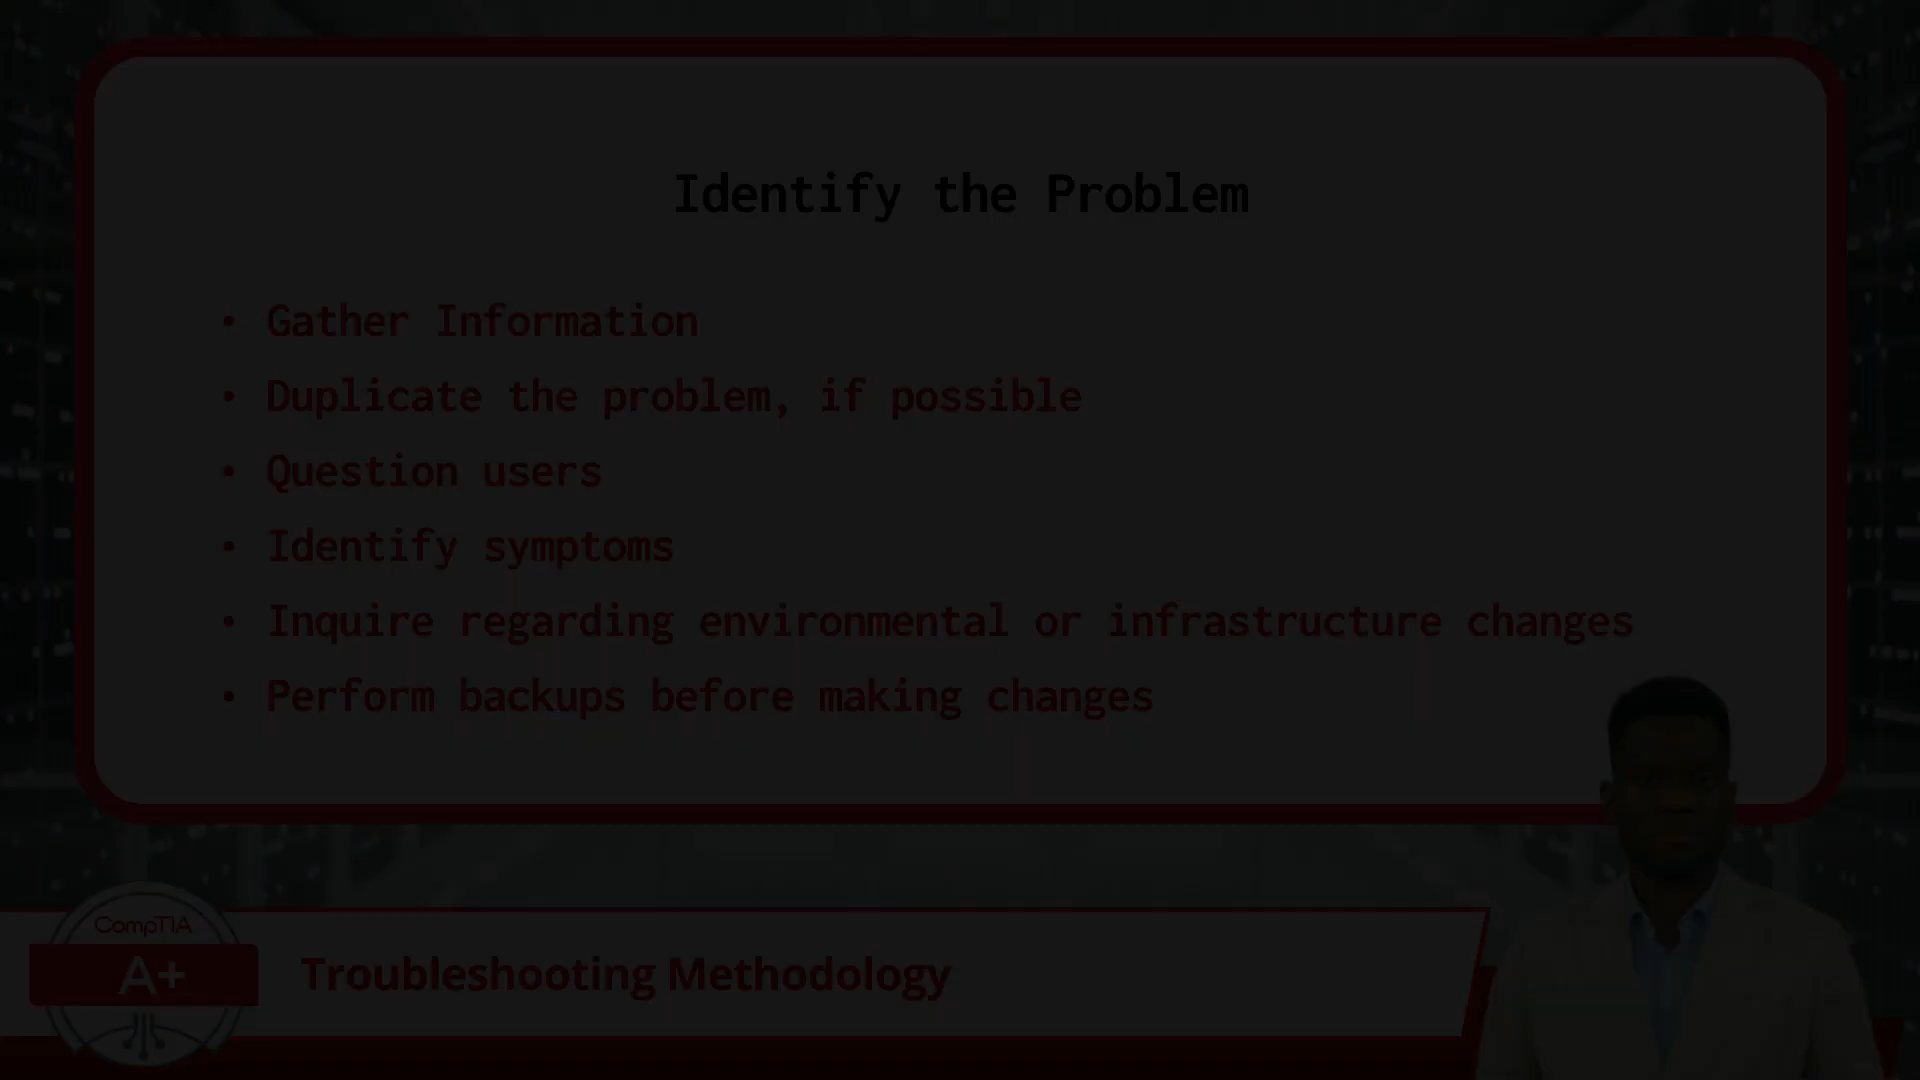 Identify the Problem
• Gather Information
• Duplicate the problem, if possible
• Question users
• Identify symptoms
• Inquire regarding environmental or infrastructure changes
• Perform backups before making changes
CompTIA
A+
Troubleshooting Methodology